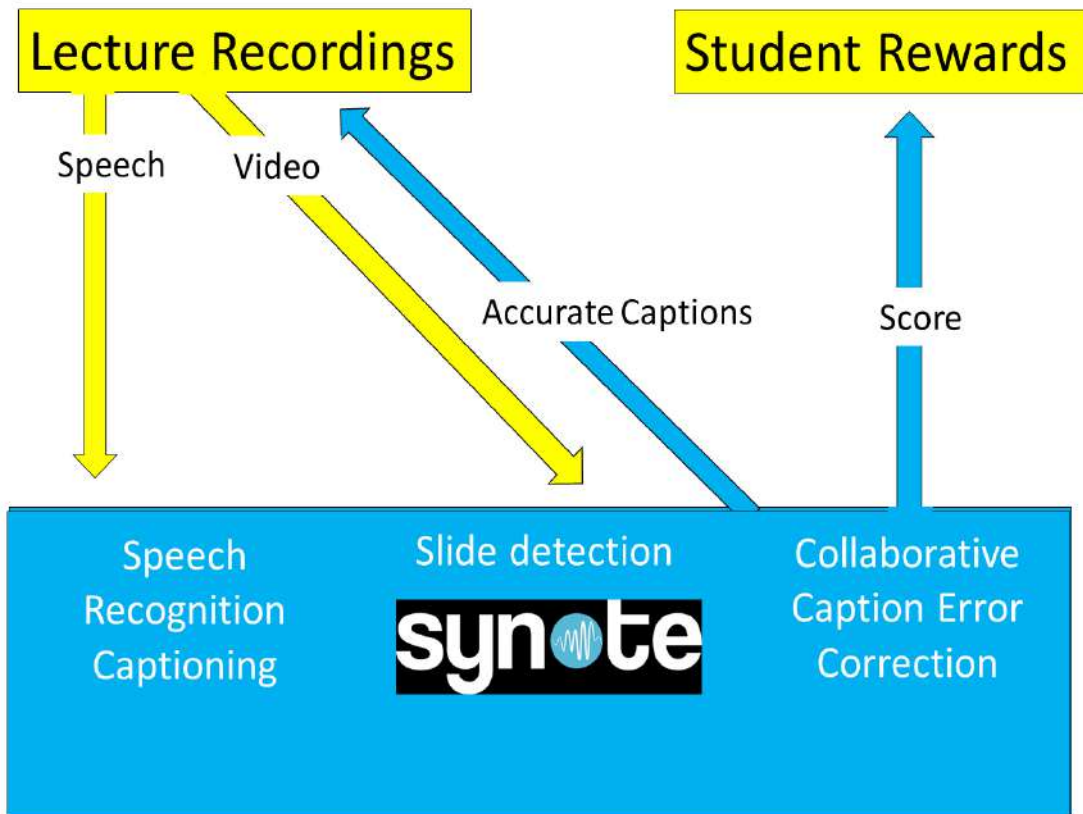 Lecture Recordings
Student Rewards
Speech
Video
Accurate Captions
Score
Speech
Recognition
Captioning
Slide detection
synote
Collaborative
Caption Error
Correction